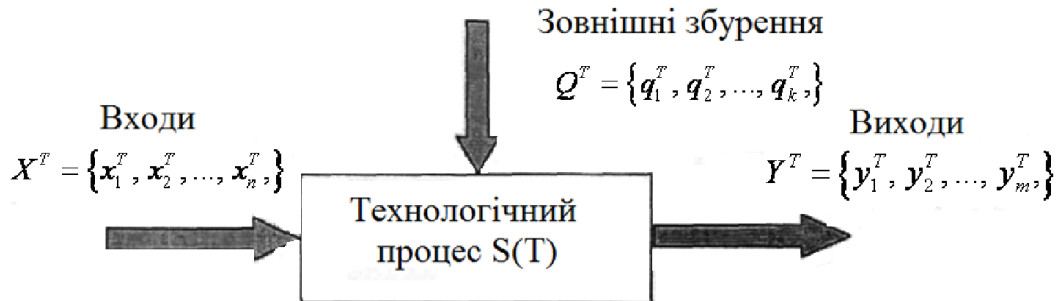 Зовнішні збурення
Q^T = {q_1^T, q_2^T, ..., q_k^T,}
Входи
X^T = {x_1^T, x_2^T, ..., x_n^T,}
Виходи
Y^T = {y_1^T, y_2^T, ..., y_m^T,}
Технологічний
процес S(T)